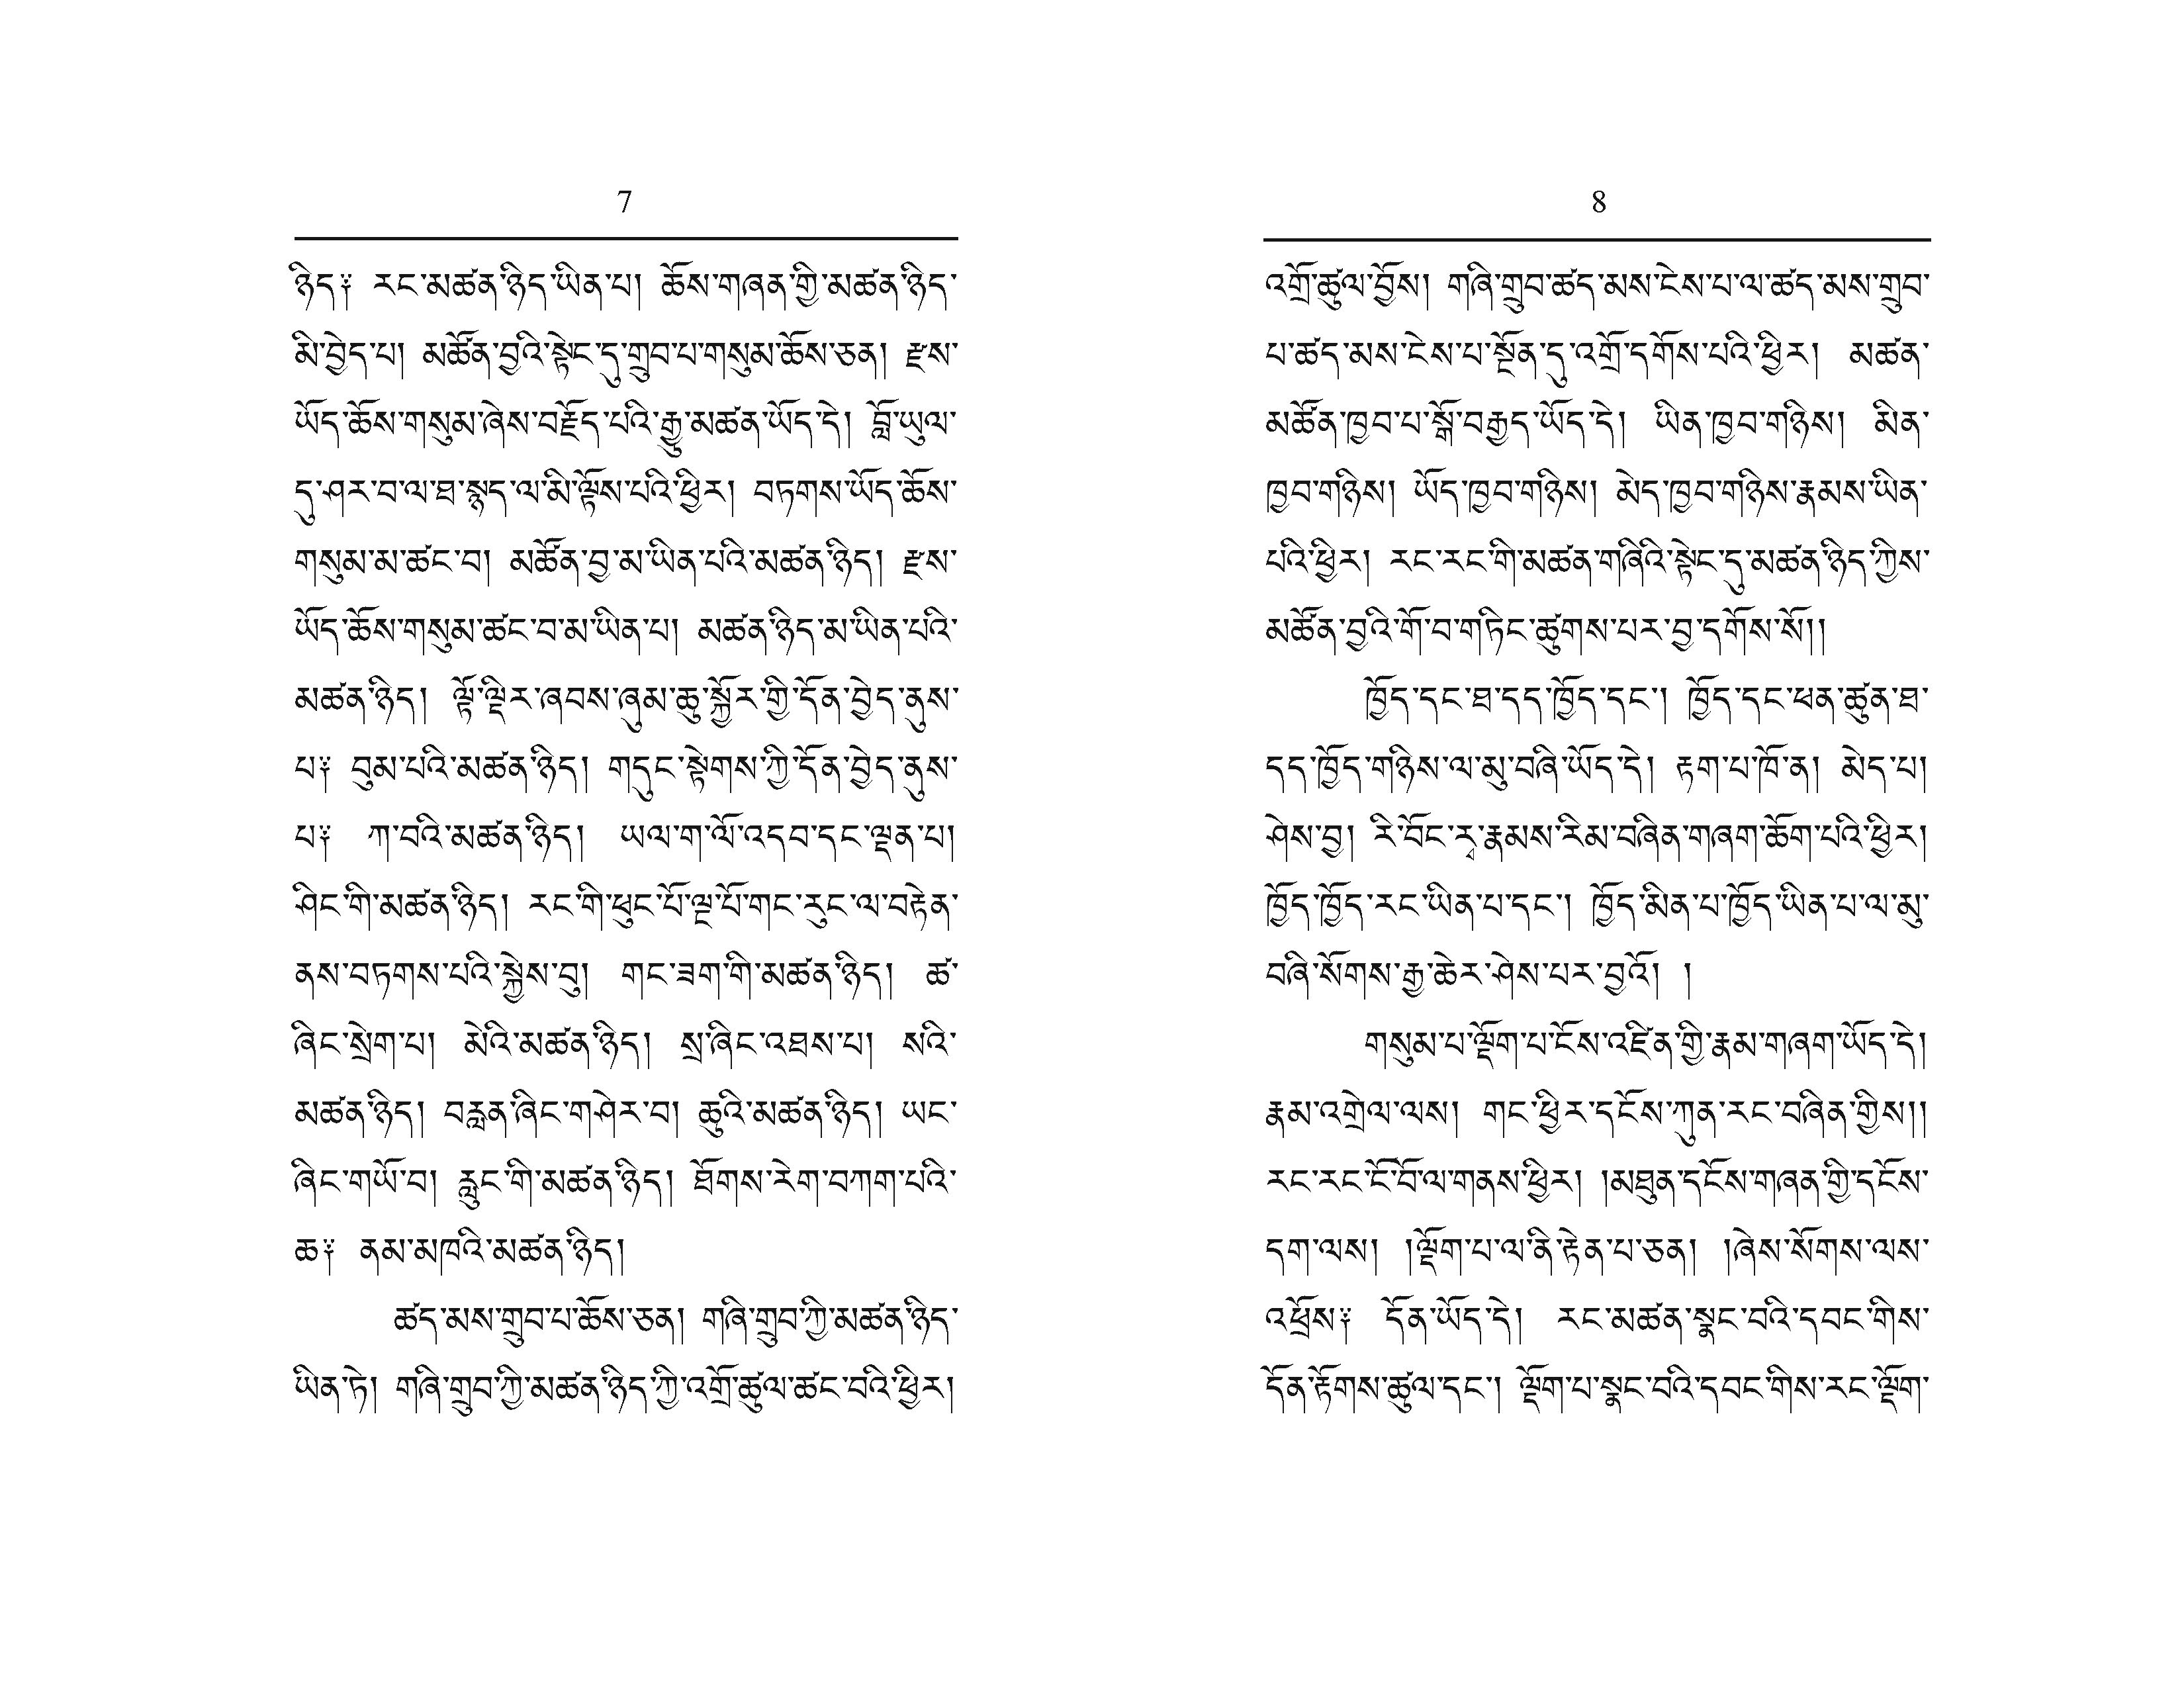 7
ཉིད༑ རང་མཚན་ཉིད་ཡིན་པ། ཆོས་གཞན་གྱི་མཚན་ཉིད་
མི་བྱེད་པ། མཚོན་བྱའི་སྟེང་དུ་གྲུབ་པ་གསུམ་ཆོས་ཅན། རྫས་
ཡོད་ཆོས་གསུམ་ཞེས་བརྗོད་པའི་རྒྱུ་མཚན་ཡོད་དེ། བློ་ཡུལ་
དུ་ཤར་བ་ལ་ཐ་སྙད་ལ་མི་ལྟོས་པའི་ཕྱིར། བཏགས་ཡོད་ཆོས་
གསུམ་མ་ཚང་བ། མཚོན་བྱ་མ་ཡིན་པའི་མཚན་ཉིད། རྫས་
ཡོད་ཆོས་གསུམ་ཚང་བ་མ་ཡིན་པ། མཚན་ཉིད་མ་ཡིན་པའི་
མཚན་ཉིད། ལྟོ་ལྡིར་ཞབས་ཞུམ་ཆུ་སྐྱོར་གྱི་དོན་བྱེད་ནུས་
པ༑ བུམ་པའི་མཚན་ཉིད། གདུང་སྟེགས་ཀྱི་དོན་བྱེད་ནུས་
པ༑ ཀ་བའི་མཚན་ཉིད། ཡལ་ག་ལོ་འདབ་དང་ལྡན་པ།
ཤིང་གི་མཚན་ཉིད། རང་གི་ཕུང་པོ་ལྔ་པོ་གང་རུང་ལ་བརྟེན་
ནས་བཏགས་པའི་སྐྱེས་བུ། གང་ཟག་གི་མཚན་ཉིད། ཚ་
ཞིང་སྲེག་པ། མེའི་མཚན་ཉིད། སྲ་ཞིང་འཐས་པ། སའི་
མཚན་ཉིད། བརླན་ཞིང་གཤེར་བ། ཆུའི་མཚན་ཉིད། ཡང་
ཞིང་གཡོ་བ། རླུང་གི་མཚན་ཉིད། ཐོགས་རེག་བཀག་པའི་
ཆ༑ ནམ་མཁའི་མཚན་ཉིད།
ཚད་མས་གྲུབ་པ་ཆོས་ཅན། གཞི་གྲུབ་ཀྱི་མཚན་ཉིད་
ཡིན་ཏེ། གཞི་གྲུབ་ཀྱི་མཚན་ཉིད་ཀྱི་འགྲོ་ཚུལ་ཚང་བའི་ཕྱིར།
8
འགྲོ་ཚུལ་བྱོས། གཞི་གྲུབ་ཚད་མས་ངེས་པ་ལ་ཚད་མས་གྲུབ་
པ་ཚད་མས་ངེས་པ་སྔོན་དུ་འགྲོ་དགོས་པའི་ཕྱིར། མཚན་
མཚོན་ཁྱབ་པ་སྒོ་བརྒྱད་ཡོད་དེ། ཡིན་ཁྱབ་གཉིས། མིན་
ཁྱབ་གཉིས། ཡོད་ཁྱབ་གཉིས། མེད་ཁྱབ་གཉིས་རྣམས་ཡིན་
པའི་ཕྱིར། རང་རང་གི་མཚན་གཞིའི་སྟེང་དུ་མཚན་ཉིད་ཀྱིས་
མཚོན་བྱའི་གོ་བ་གཏིང་ཚུགས་པར་བྱ་དགོས་སོ།།
ཁྱོད་དང་ཐ་དད་ཁྱོད་དང་། ཁྱོད་དང་ཕན་ཚུན་ཐ་
དད་ཁྱོད་གཉིས་ལ་མུ་བཞི་ཡོད་དེ། རྟག་པ་ཁོ་ན། མེད་པ།
ཤེས་བྱ། རི་བོང་རྭ་རྣམས་རིམ་བཞིན་གཞག་ཆོག་པའི་ཕྱིར།
ཁྱོད་ཁྱོད་རང་ཡིན་པ་དང་། ཁྱོད་མིན་པ་ཁྱོད་ཡིན་པ་ལ་མུ་
བཞི་སོགས་རྒྱ་ཆེར་ཤེས་པར་བྱའོ། །
གསུམ་པ་ལྡོག་པ་ངོས་འཛིན་གྱི་རྣམ་གཞག་ཡོད་དེ།
རྣམ་འགྲེལ་ལས། གང་ཕྱིར་དངོས་ཀུན་རང་བཞིན་གྱིས།།
རང་རང་ངོ་བོ་ལ་གནས་ཕྱིར། །མཐུན་དངོས་གཞན་གྱི་དངོས་
དག་ལས། །ལྡོག་པ་ལ་ནི་རྟེན་པ་ཅན། །ཞེས་སོགས་ལས་
འཕྲོས༑ དོན་ཡོད་དེ། རང་མཚན་སྣང་བའི་དབང་གིས་
དོན་རྟོགས་ཚུལ་དང་། ལྡོག་པ་སྣང་བའི་དབང་གིས་རང་ལྡོག་